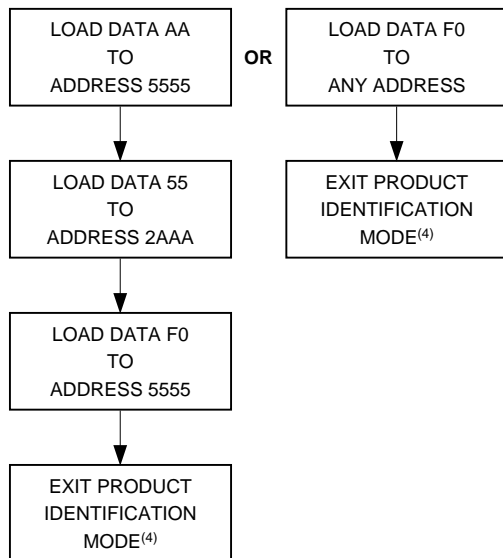 LOAD DATA AA
TO
ADDRESS 5555
LOAD DATA 55
TO
ADDRESS 2AAA
LOAD DATA F0
TO
ADDRESS 5555
EXIT PRODUCT
IDENTIFICATION
MODE(4)
OR
LOAD DATA F0
TO
ANY ADDRESS
EXIT PRODUCT
IDENTIFICATION
MODE(4)